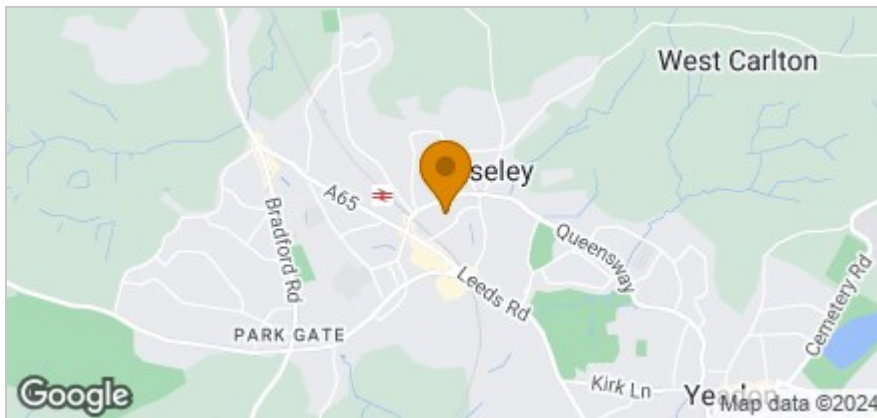 West Carlton
seley
A65
Bradford Rd
Queensway
Leeds Rd
Cemetery Rd
PARK GATE
Kirk Ln
Google
Map data ©2024